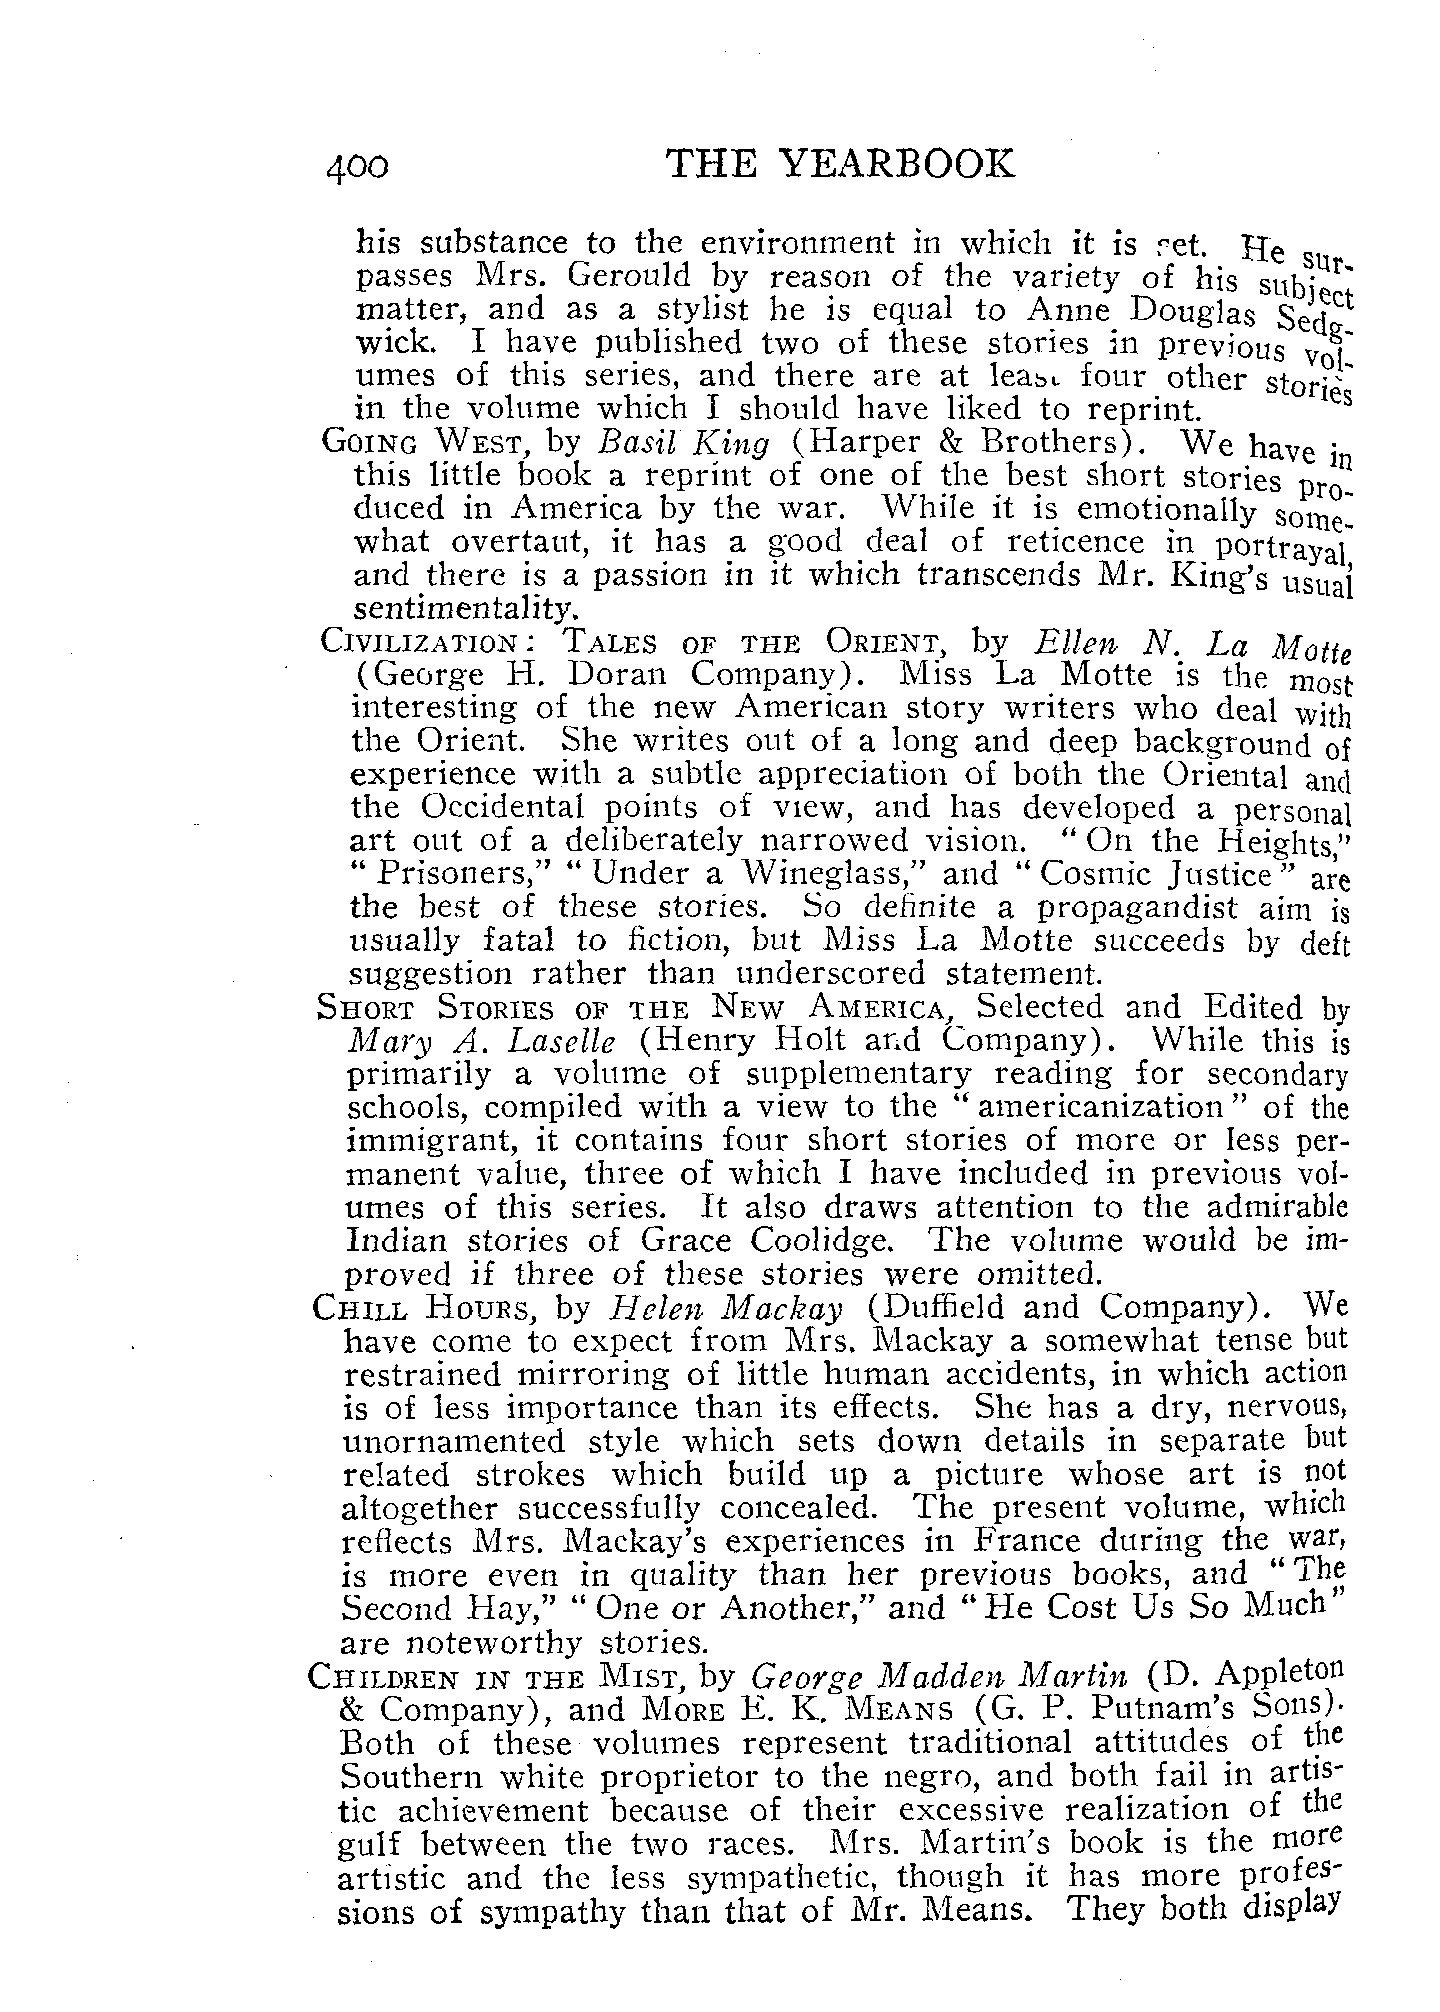 400 THE YEARBOOK
his substance to the environment in which it is set. He sur-
passes Mrs. Gerould by reason of the variety of his subject
matter, and as a stylist he is equal to Anne Douglas Sedg-
wick. I have published two of these stories in previous vol-
umes of this series, and there are at least four other stories
in the volume which I should have liked to reprint.
GOING WEST, by Basil King (Harper & Brothers). We have in
this little book a reprint of one of the best short stories pro-
duced in America by the war. While it is emotionally some-
what overtaut, it has a good deal of reticence in portrayal,
and there is a passion in it which transcends Mr. King's usual
sentimentality.
CIVILIZATION: TALES OF THE ORIENT, by Ellen N. La Motte
(George H. Doran Company). Miss La Motte is the most
interesting of the new American story writers who deal with
the Orient. She writes out of a long and deep background of
experience with a subtle appreciation of both the Oriental and
the Occidental points of view, and has developed a personal
art out of a deliberately narrowed vision. "On the Heights,"
"Prisoners," "Under a Wineglass," and "Cosmic Justice" are
the best of these stories. So definite a propagandist aim is
usually fatal to fiction, but Miss La Motte succeeds by deft
suggestion rather than underscored statement.
SHORT STORIES OF THE NEW AMERICA, Selected and Edited by
Mary A. Laselle (Henry Holt and Company). While this is
primarily a volume of supplementary reading for secondary
schools, compiled with a view to the "americanization" of the
immigrant, it contains four short stories of more or less per-
manent value, three of which I have included in previous vol-
umes of this series. It also draws attention to the admirable
Indian stories of Grace Coolidge. The volume would be im-
proved if three of these stories were omitted.
CHILL HOURS, by Helen Mackay (Duffield and Company). We
have come to expect from Mrs. Mackay a somewhat tense but
restrained mirroring of little human accidents, in which action
is of less importance than its effects. She has a dry, nervous,
unornamented style which sets down details in separate but
related strokes which build up a picture whose art is not
altogether successfully concealed. The present volume, which
reflects Mrs. Mackay's experiences in France during the war,
is more even in quality than her previous books, and "The
Second Hay," "One or Another," and "He Cost Us So Much"
are noteworthy stories.
CHILDREN IN THE MIST, by George Madden Martin (D. Appleton
& Company), and MORE E. K. MEANS (G. P. Putnam's Sons).
Both of these volumes represent traditional attitudes of the
Southern white proprietor to the negro, and both fail in artis-
tic achievement because of their excessive realization of the
gulf between the two races. Mrs. Martin's book is the more
artistic and the less sympathetic, though it has more profes-
sions of sympathy than that of Mr. Means. They both display